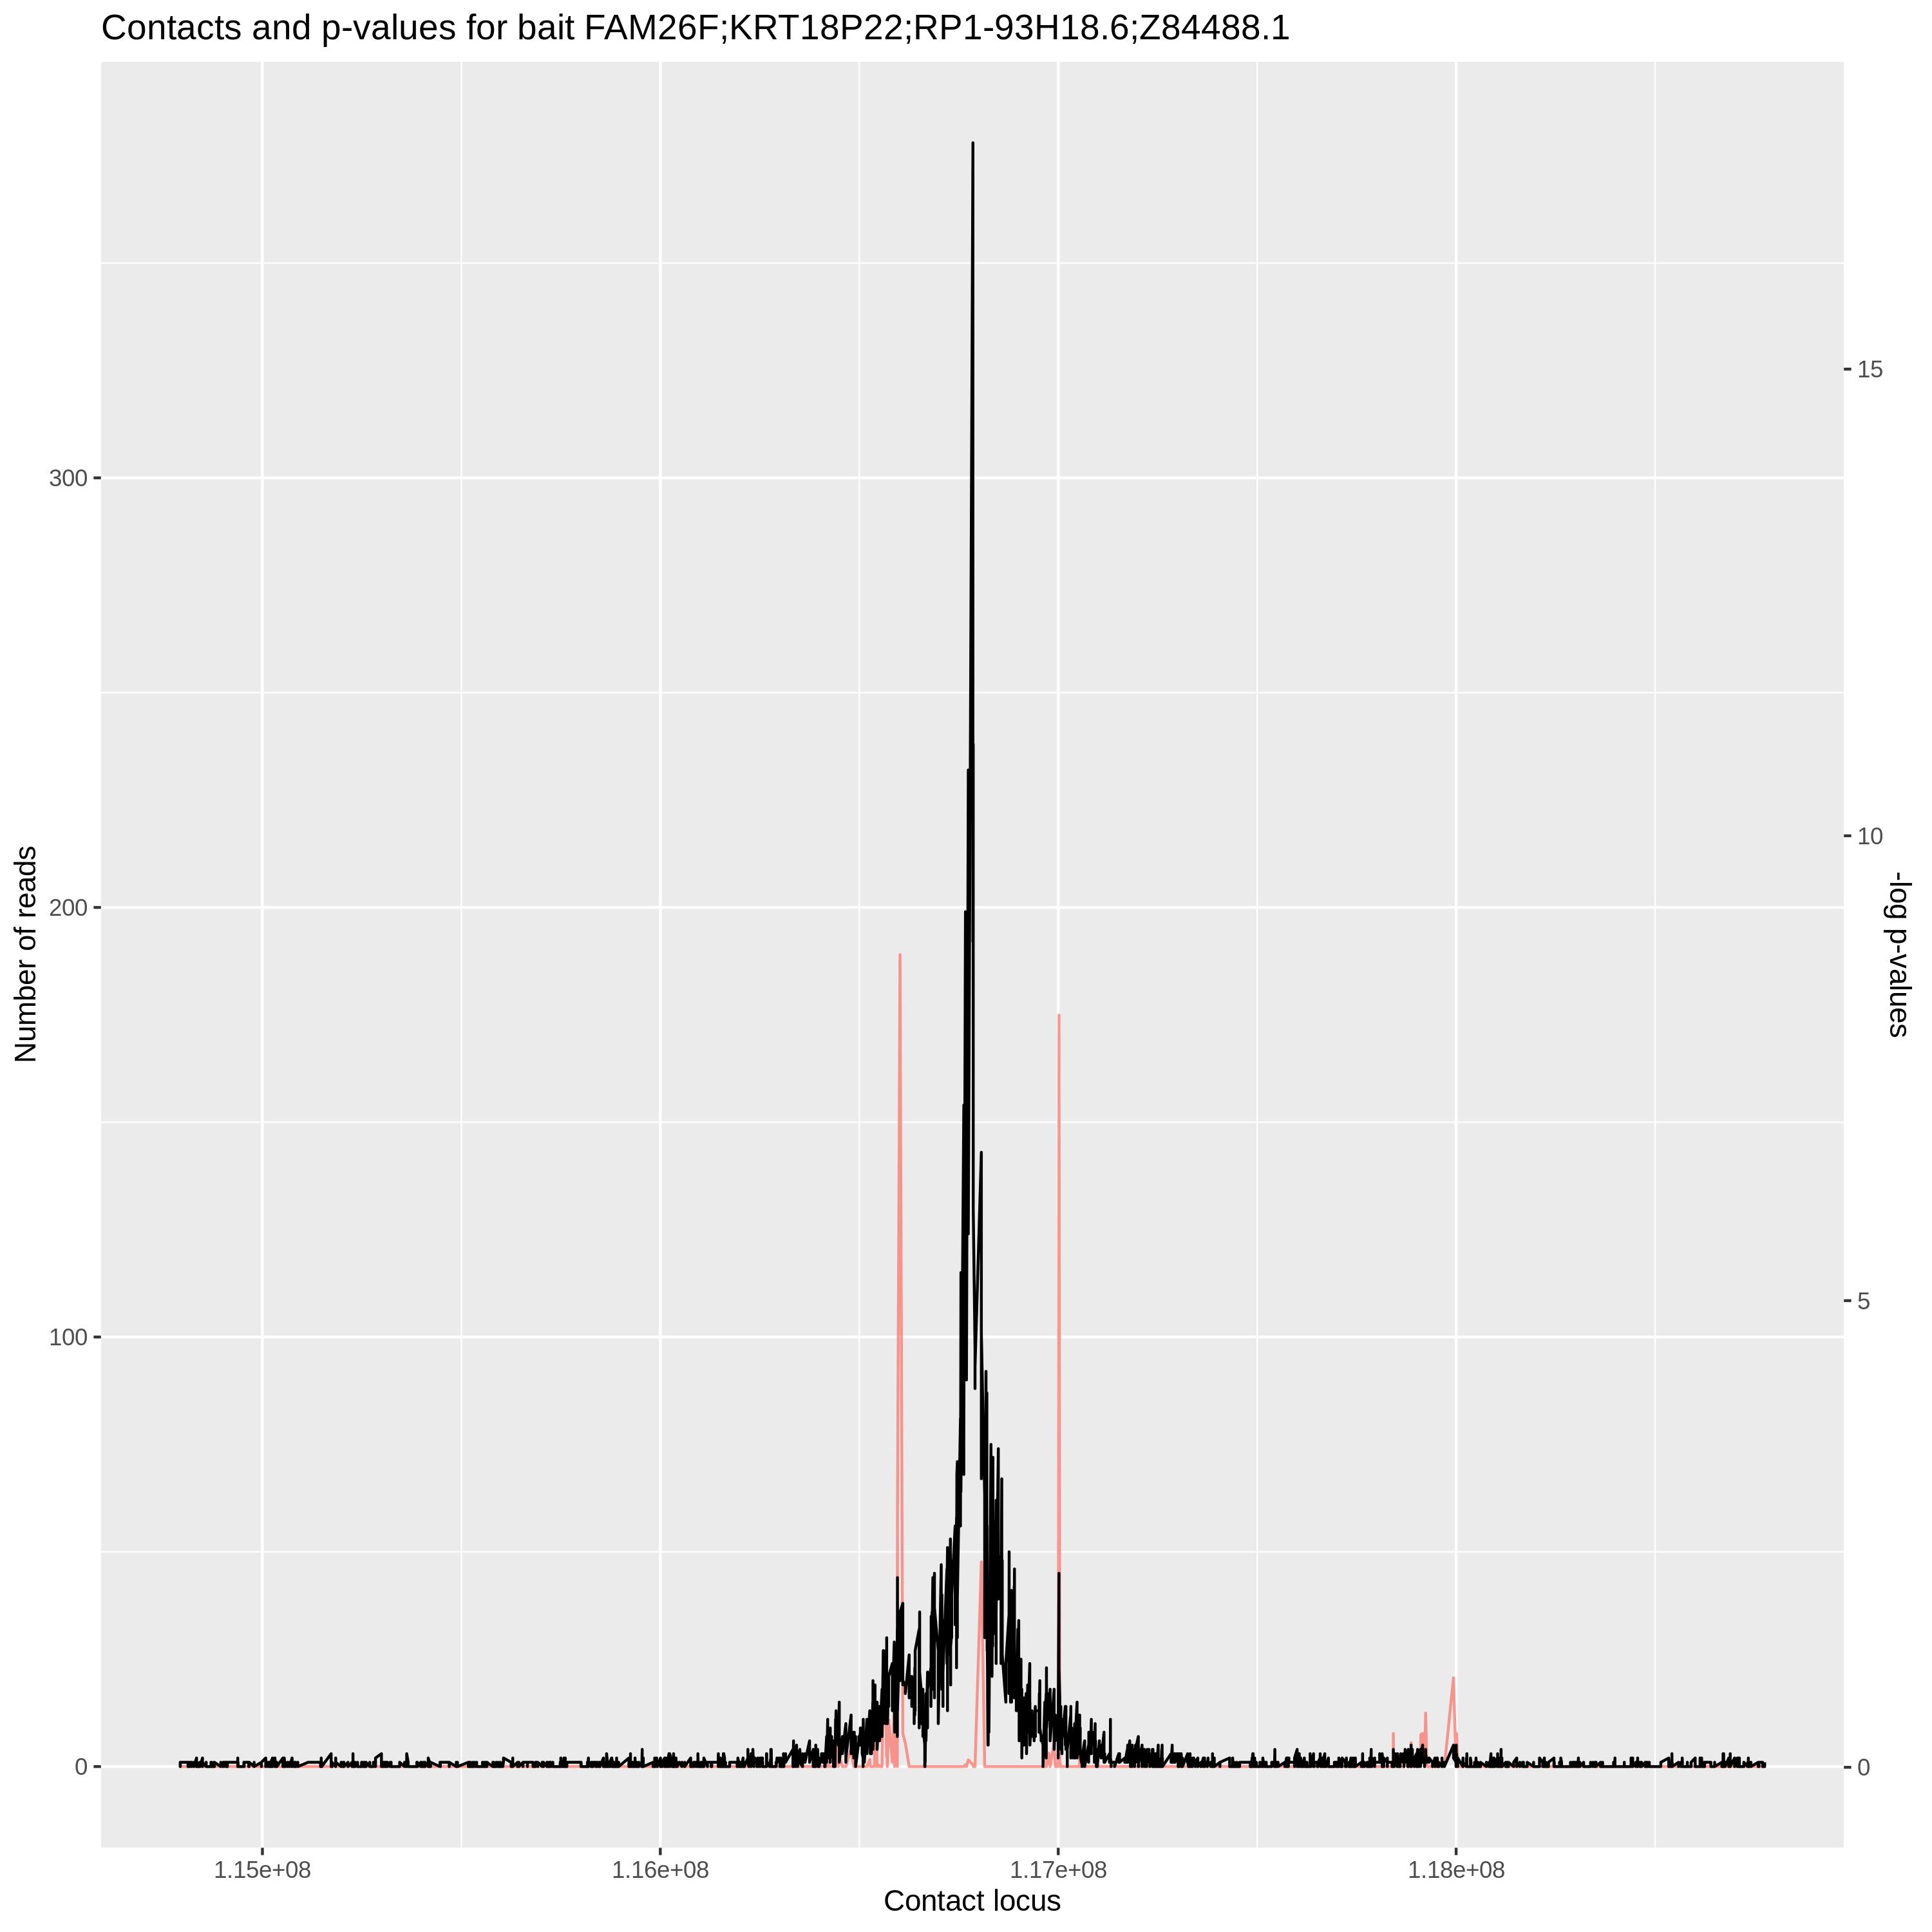 Contacts and p-values for bait FAM26F;KRT18P22;RP1-93H18.6;Z84488.1
Number of reads
300
200
100
0
15
10
5
0
-log p-values
1.15e+08
1.16e+08
1.17e+08
1.18e+08
Contact locus